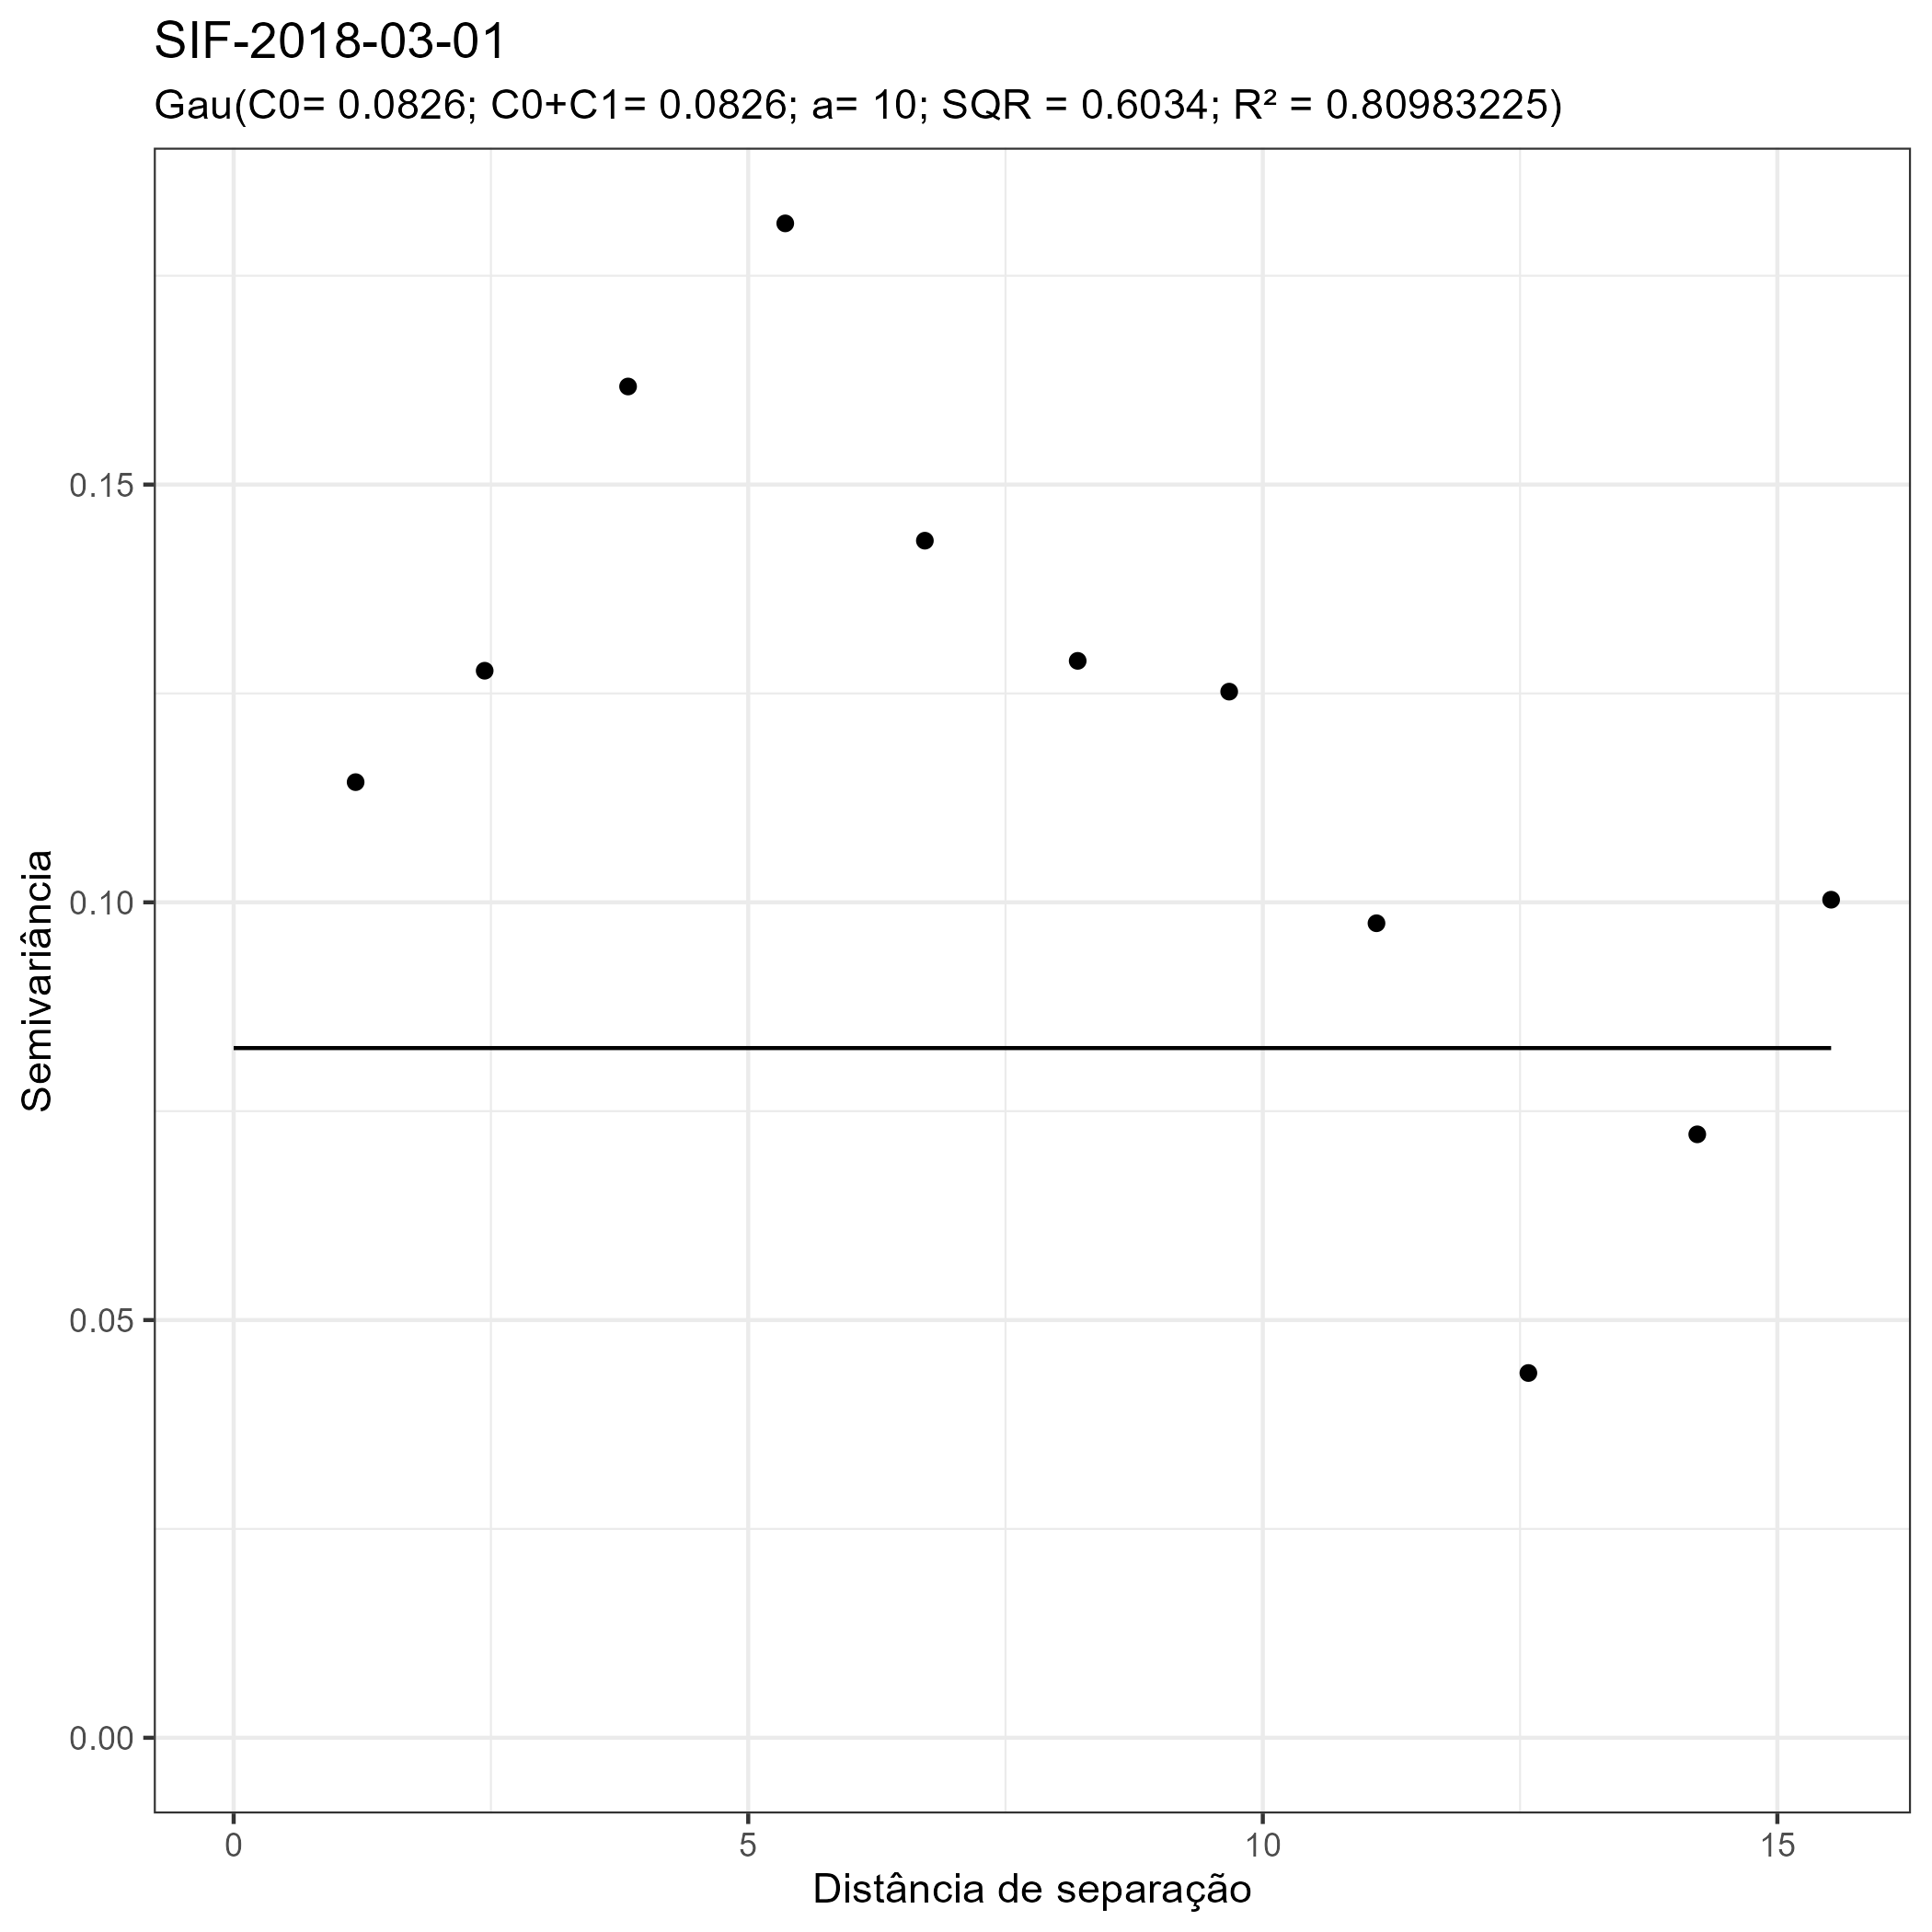 SIF-2018-03-01
Gau(C0= 0.0826; C0+C1= 0.0826; a= 10; SQR = 0.6034; R² = 0.80983225)
Semivariância
0.15
0.10
0.05
0.00
0 5 10 15
Distância de separação